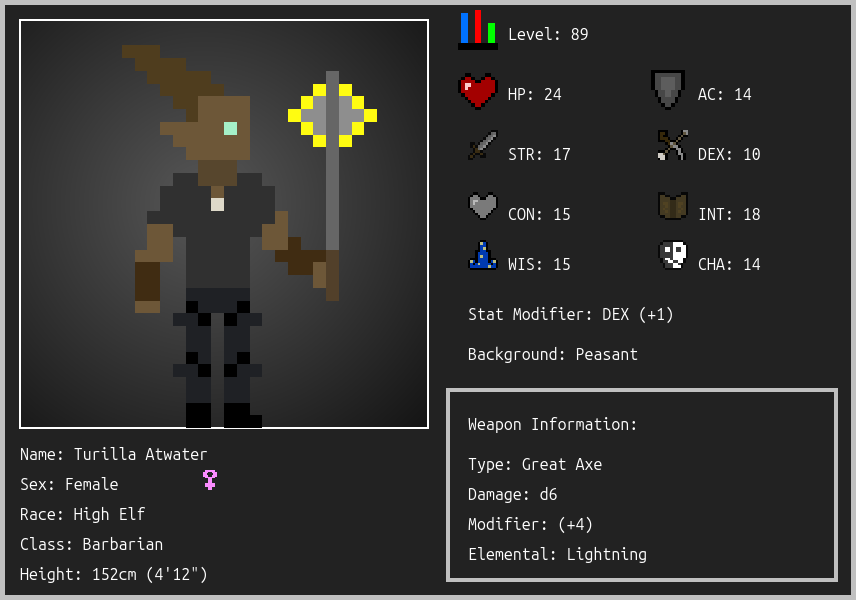 Level: 89
HP: 24
AC: 14
STR: 17
DEX: 10
CON: 15
INT: 18
WIS: 15
CHA: 14
Stat Modifier: DEX (+1)
Background: Peasant
Weapon Information:
Type: Great Axe
Damage: d6
Modifier: (+4)
Elemental: Lightning
Name: Turilla Atwater
Sex: Female
Race: High Elf
Class: Barbarian
Height: 152cm (4'12")